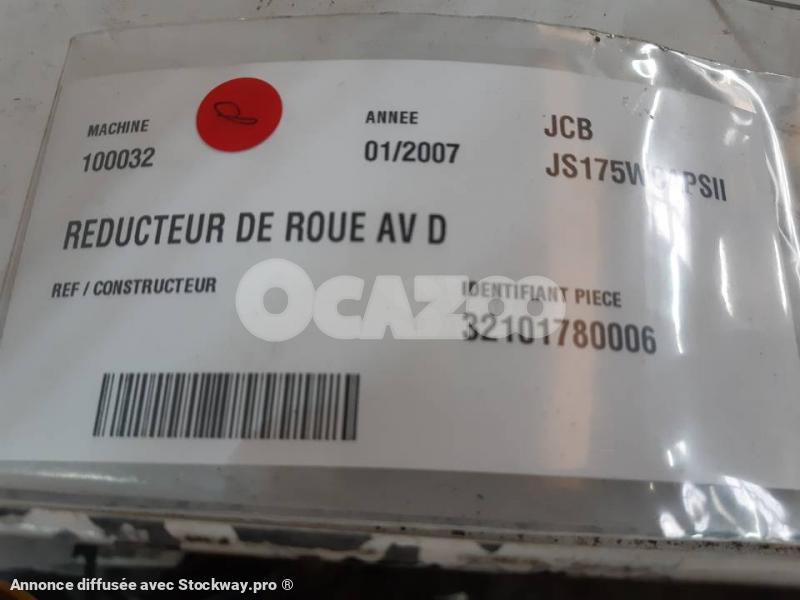 MACHINE
100032
ANNEE
01/2007
JCB
REDUCTEUR DE ROUE AV D
REF / CONSTRUCTEUR
IDENTIFIANT PIECE
32101780006
OCAZOO
Annonce diffusée avec Stockway.pro ®